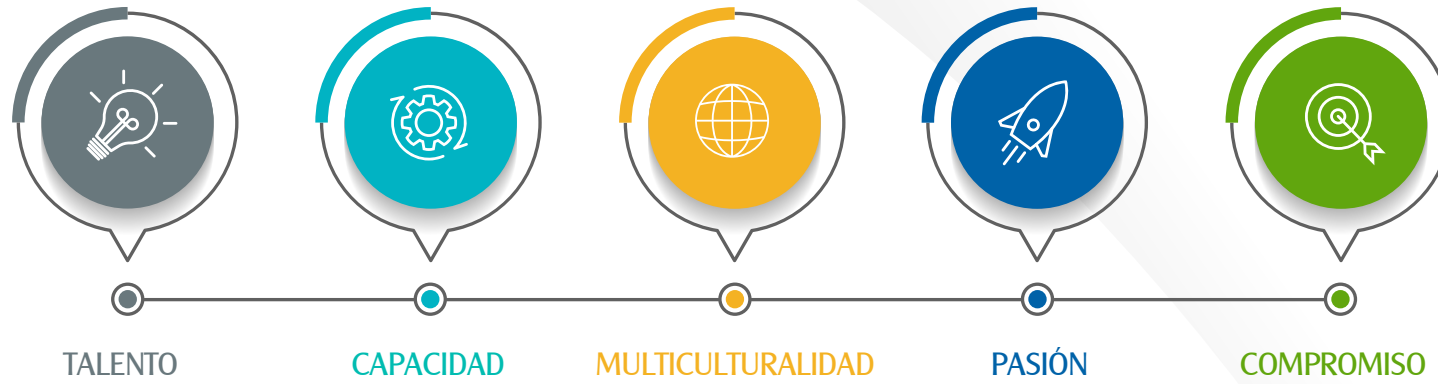 TALENTO
CAPACIDAD
MULTICULTURALIDAD
PASIÓN
COMPROMISO